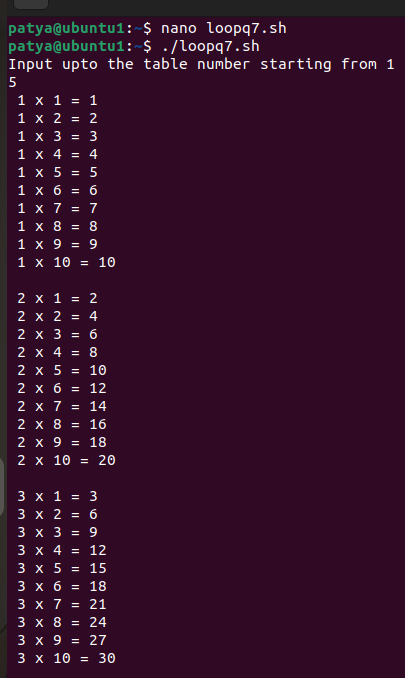 patya@ubuntu1:~$ nano loopq7.sh
patya@ubuntu1:~$ ./loopq7.sh
Input upto the table number starting from 1
5
1 x 1 = 1
1 x 2 = 2
1 x 3 = 3
1 x 4 = 4
1 x 5 = 5
1 x 6 = 6
1 x 7 = 7
1 x 8 = 8
1 x 9 = 9
1 x 10 = 10
2 x 1 = 2
2 x 2 = 4
2 x 3 = 6
2 x 4 = 8
2 x 5 = 10
2 x 6 = 12
2 x 7 = 14
2 x 8 = 16
2 x 9 = 18
2 x 10 = 20
3 x 1 = 3
3 x 2 = 6
3 x 3 = 9
3 x 4 = 12
3 x 5 = 15
3 x 6 = 18
3 x 7 = 21
3 x 8 = 24
3 x 9 = 27
3 x 10 = 30